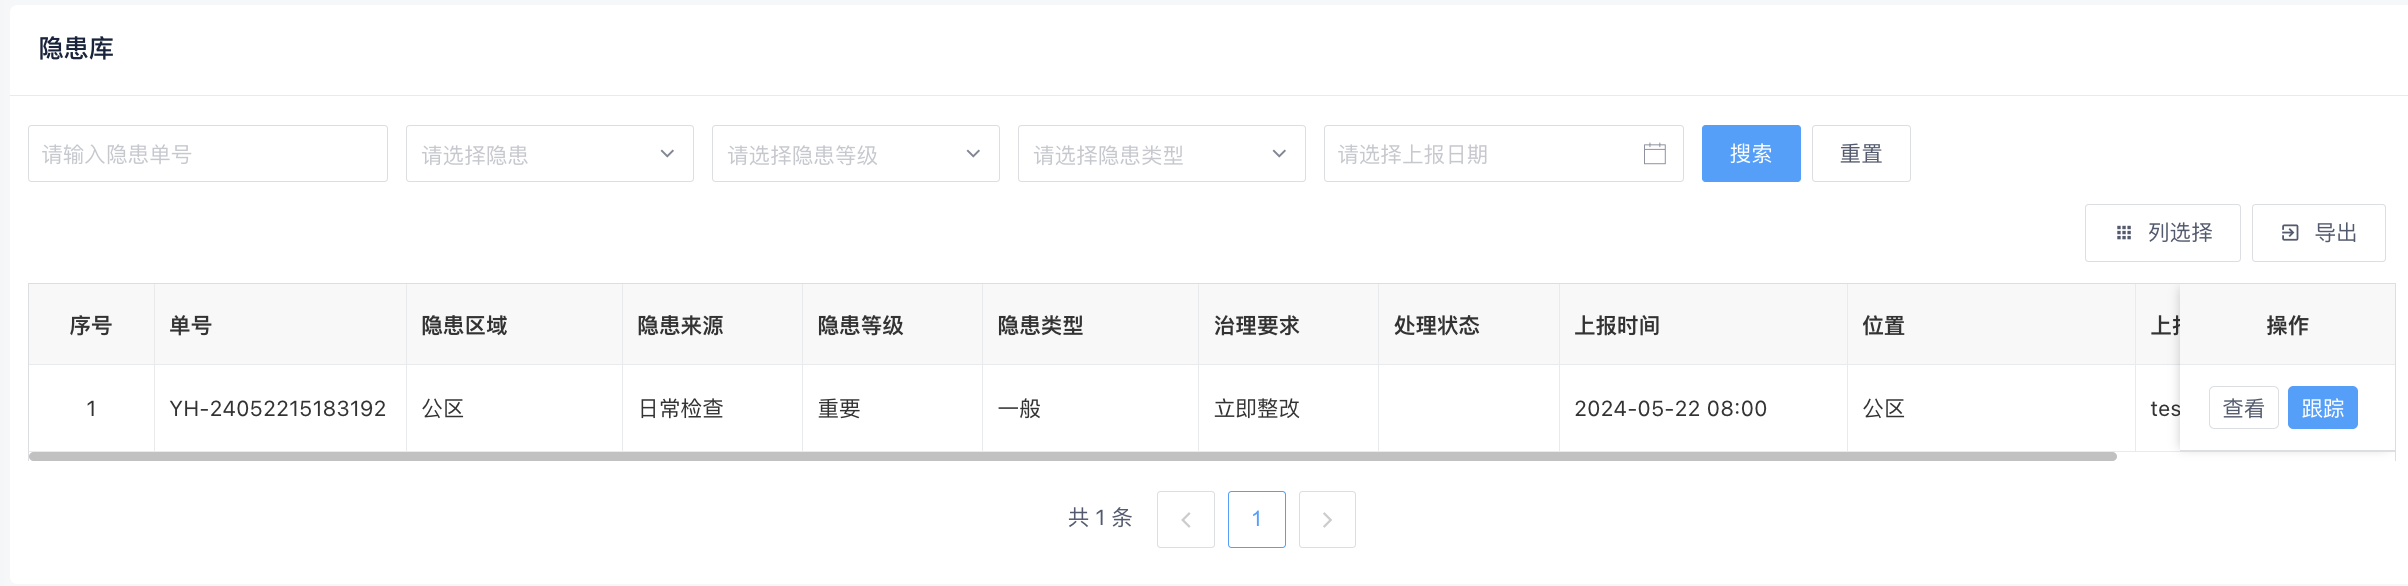 隐患库
请输入隐患单号 请选择隐患 请选择隐患等级 请选择隐患类型 请选择上报日期 搜索 重置
列选择 导出
序号 单号 隐患区域 隐患来源 隐患等级 隐患类型 治理要求 处理状态 上报时间 位置 上 操作
1 YH-24052215183192 公区 日常检查 重要 一般 立即整改 2024-05-22 08:00 公区 tes 查看 跟踪
共 1 条 1